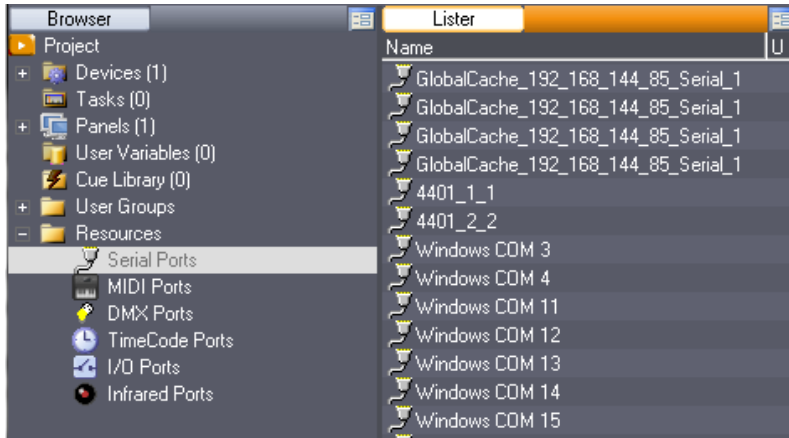 Browser
Project
Devices (1)
Tasks (0)
Panels (1)
User Variables (0)
Cue Library (0)
User Groups
Resources
Serial Ports
MIDI Ports
DMX Ports
TimeCode Ports
I/O Ports
Infrared Ports
Lister
Name U
GlobalCache_192_168_144_85_Serial_1
GlobalCache_192_168_144_85_Serial_1
GlobalCache_192_168_144_85_Serial_1
GlobalCache_192_168_144_85_Serial_1
4401_1_1
4401_2_2
Windows COM 3
Windows COM 4
Windows COM 11
Windows COM 12
Windows COM 13
Windows COM 14
Windows COM 15